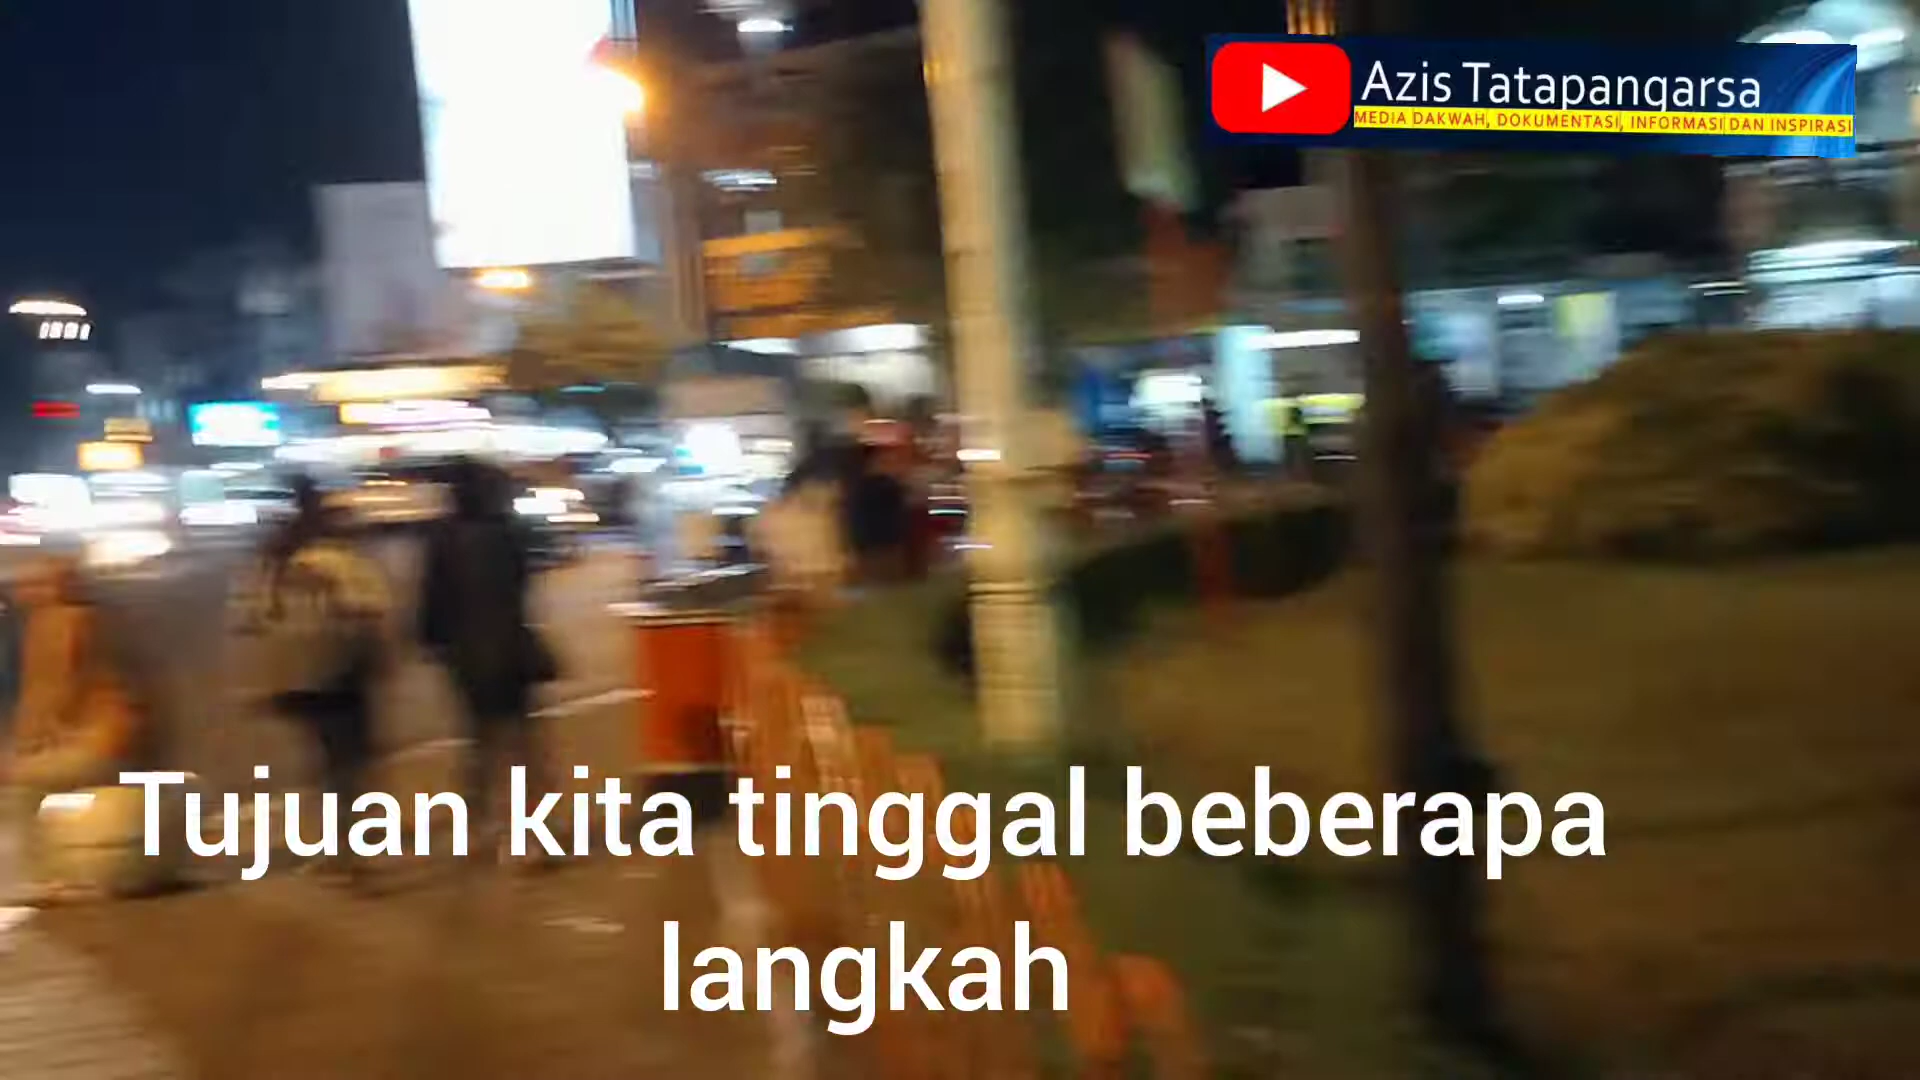 Azis Tatapangarsa
MEDIA DAKWAH, DOKUMENTASI, INFORMASI DAN INSPIRASI
Tujuan kita tinggal beberapa
langkah